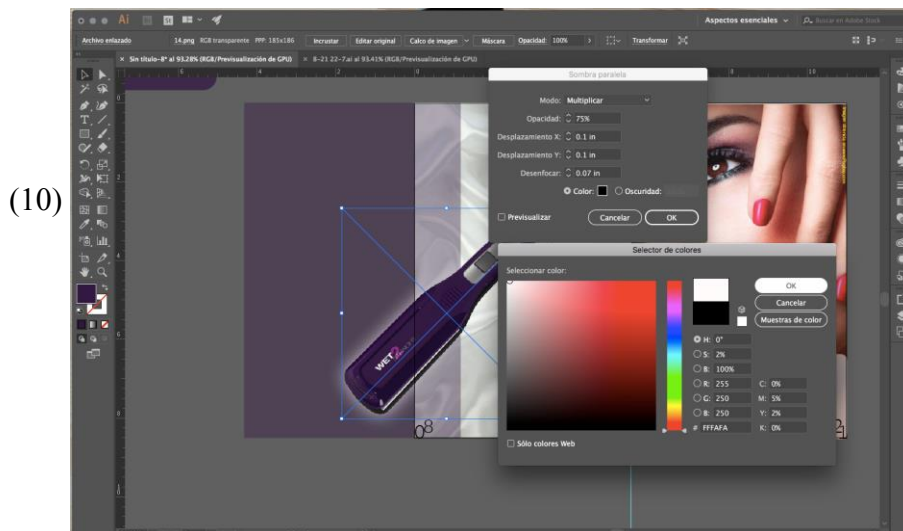 (10)
Ai St Aspectos esenciales Buscar en Adobe Stock
Archivo enlazado 14.png RGB transparente PPP: 185x186 Incrustar Editar original Calco de imagen Máscara Opacidad: 100% Transformar
× Sin título-8* al 93.28% (RGB/Previsualización de GPU) × 8-21 22-7.ai al 93.41% (RGB/Previsualización de GPU)
Sombra paralela
Modo: Multiplicar
Opacidad: 75%
Desplazamiento X: 0.1 in
Desplazamiento Y: 0.1 in
Desenfocar: 0.07 in
Color: Oscuridad:
Previsualizar Cancelar OK
Selector de colores
Seleccionar color:
OK
Cancelar
Muestras de color
H: 0°
S: 2%
B: 100%
R: 255 C: 0%
G: 250 M: 5%
B: 250 Y: 2%
# FFFAFA K: 0%
Sólo colores Web
WET2
08